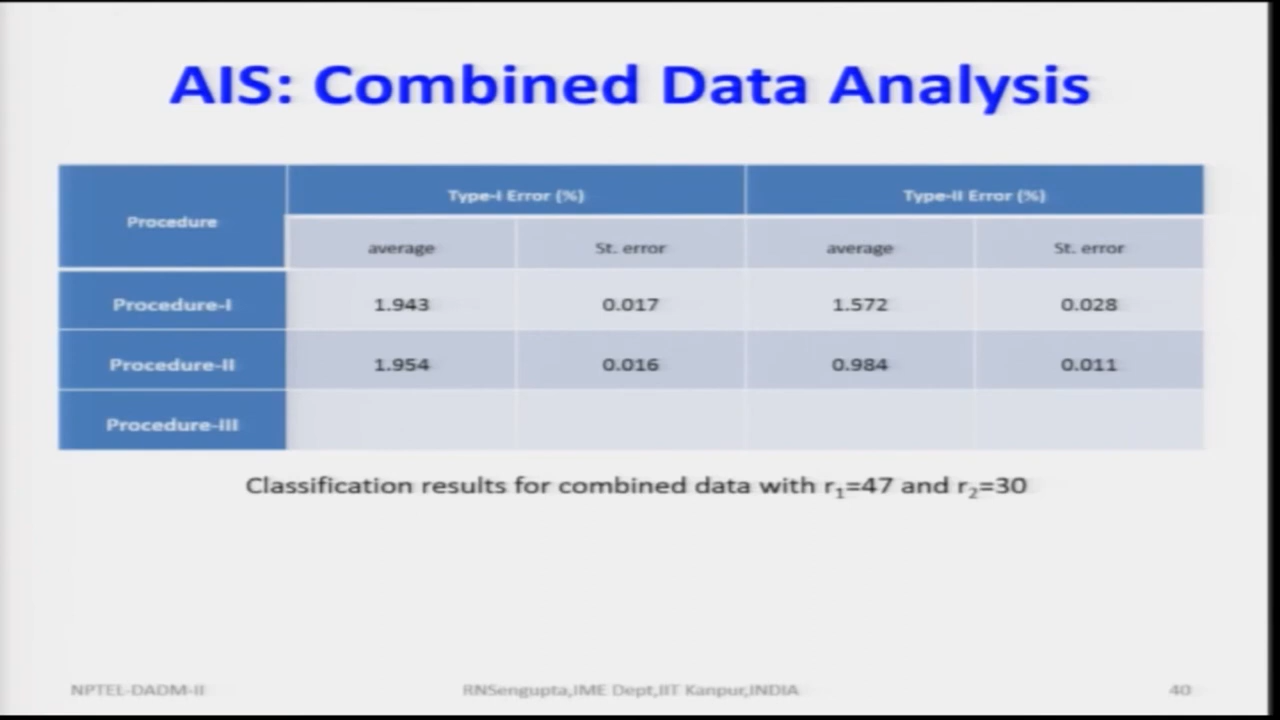 AIS: Combined Data Analysis
Procedure Type-I Error (%) Type-II Error (%)
average St. error average St. error
Procedure-I 1.943 0.017 1.572 0.028
Procedure-II 1.954 0.016 0.984 0.011
Procedure-III
Classification results for combined data with r₁=47 and r₂=30
NPTEL-DADM-II RNSengupta,IME Dept,IIT Kanpur,INDIA 40